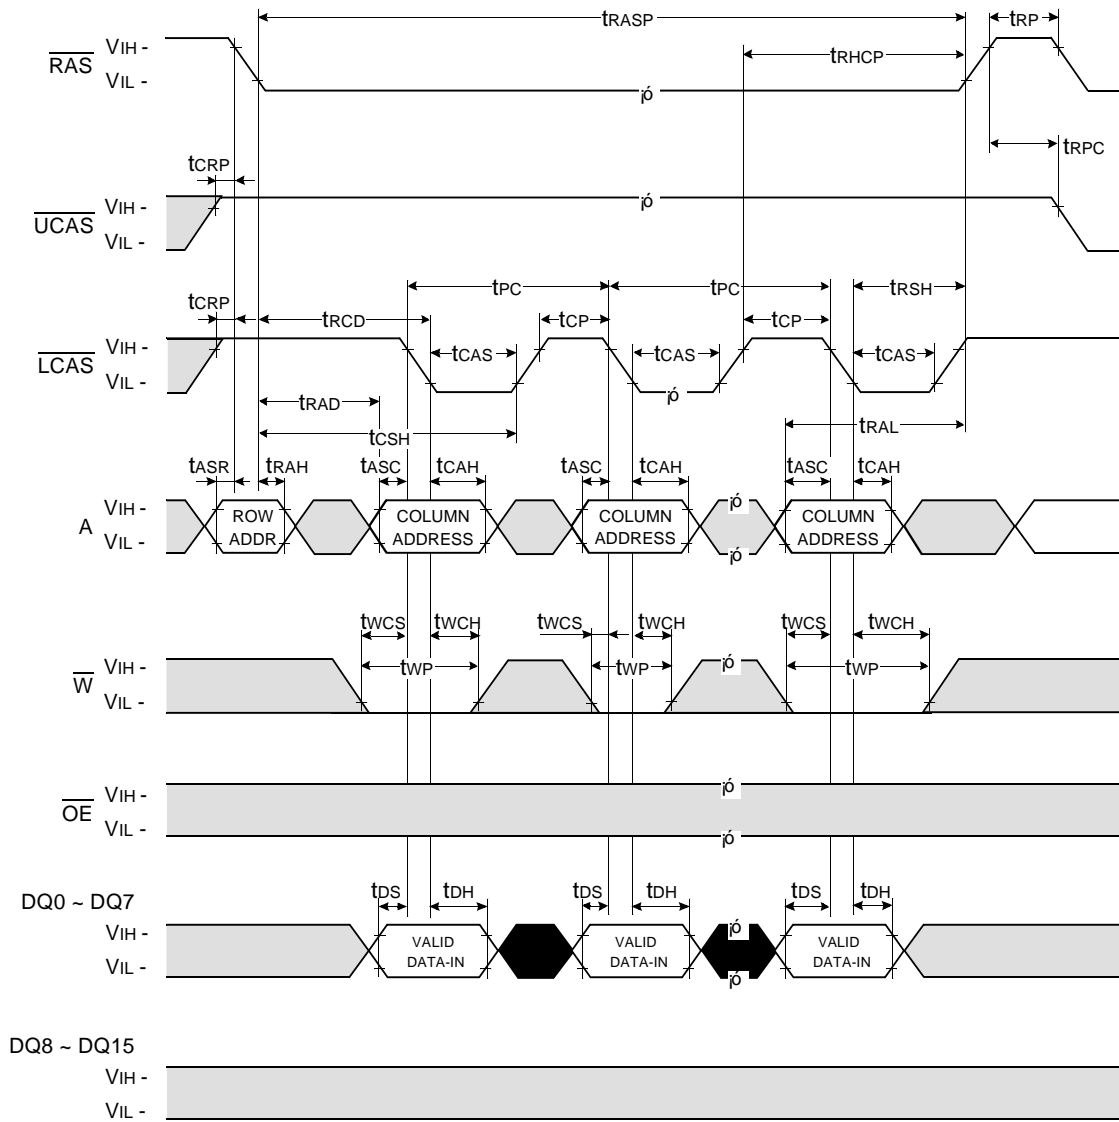 tRASP tRP
RAS VIH - tRHCP
VIL -
¡ó
tCRP tRPC
UCAS VIH - ¡ó
VIL -
tPC tPC tRSH
tCRP tRCD tCP tCP
LCAS VIH - tCAS tCAS tCAS
VIL - ¡ó
tRAD
tCSH tRAL
tASR tRAH tASC tCAH tASC tCAH tASC tCAH
A VIH - ROW COLUMN COLUMN ¡ó COLUMN
VIL - ADDR ADDRESS ADDRESS ¡ó ADDRESS
tWCS tWCH tWCS tWCH tWCS tWCH
W VIH - tWP tWP ¡ó tWP
VIL -
OE VIH - ¡ó
VIL - ¡ó
DQ0 ~ DQ7 tDS tDH tDS tDH tDS tDH
VIH - VALID VALID ¡ó VALID
VIL - DATA-IN DATA-IN ¡ó DATA-IN
DQ8 ~ DQ15
VIH -
VIL -